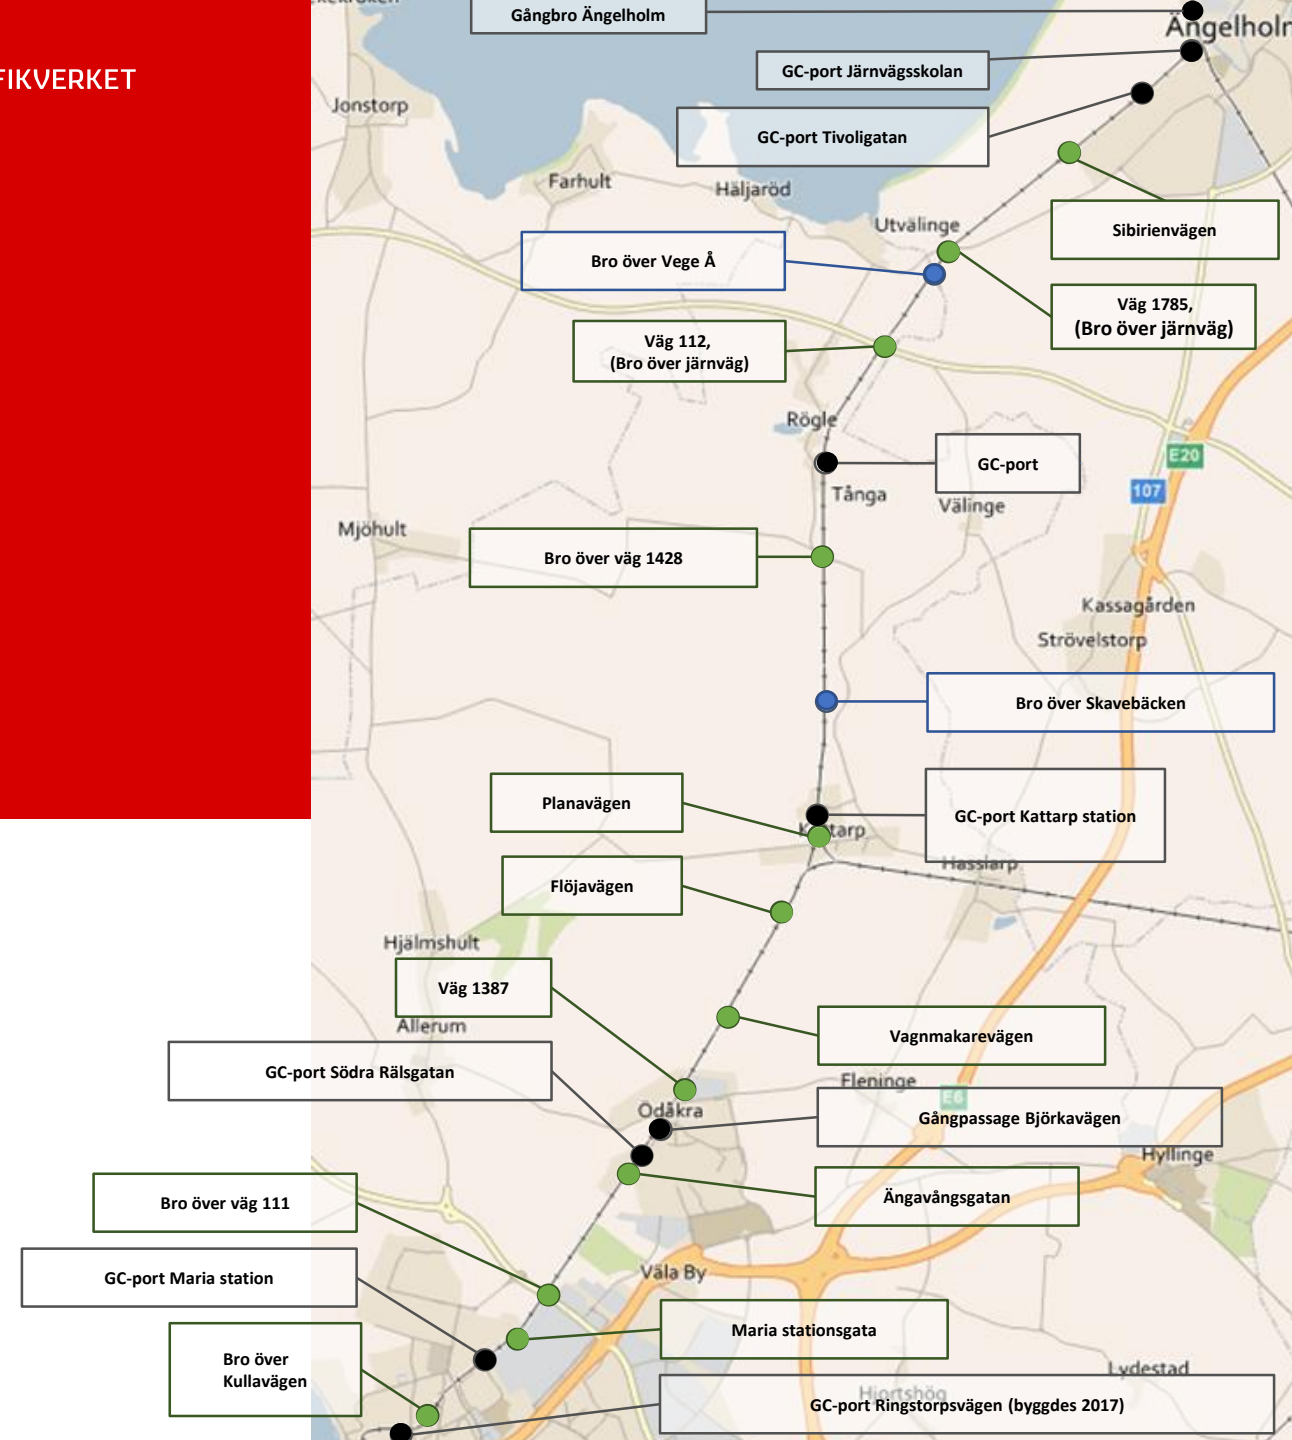 FIKVERKET
Gångbro Ängelholm
Ängelholm
GC-port Järnvägsskolan
Jonstorp
GC-port Tivoligatan
Farhult
Häljaröd
Utvälinge
Sibirienvägen
Bro över Vege Å
Väg 1785,
(Bro över järnväg)
Väg 112,
(Bro över järnväg)
Rögle
E20
GC-port
107
Tånga
Välinge
Mjöhult
Bro över väg 1428
Kassagården
Strövelstorp
Bro över Skavebäcken
Planavägen
GC-port Kattarp station
Kattarp
Hasslarp
Flöjavägen
Hjälmshult
Väg 1387
Allerum
Vagnmakarevägen
GC-port Södra Rälsgatan
Fleninge
E6
Ödåkra
Gångpassage Björkavägen
Hyllinge
Bro över väg 111
Ängavångsgatan
GC-port Maria station
Väla By
Maria stationsgata
Bro över
Kullavägen
Lydestad
Hjortshög
GC-port Ringstorpsvägen (byggdes 2017)